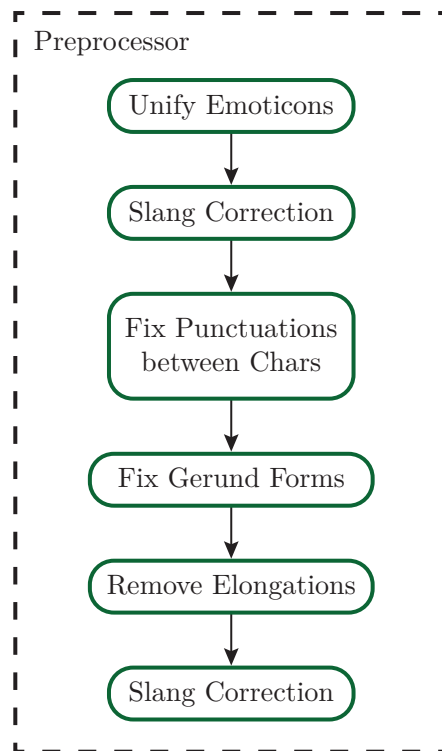 Preprocessor
Unify Emoticons
Slang Correction
Fix Punctuations
between Chars
Fix Gerund Forms
Remove Elongations
Slang Correction